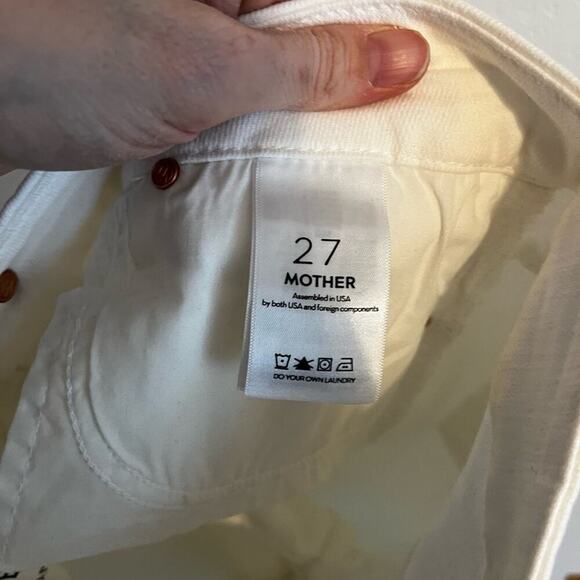 27
MOTHER
Assembled in USA
by both USA and foreign components
DO YOUR OWN LAUNDRY